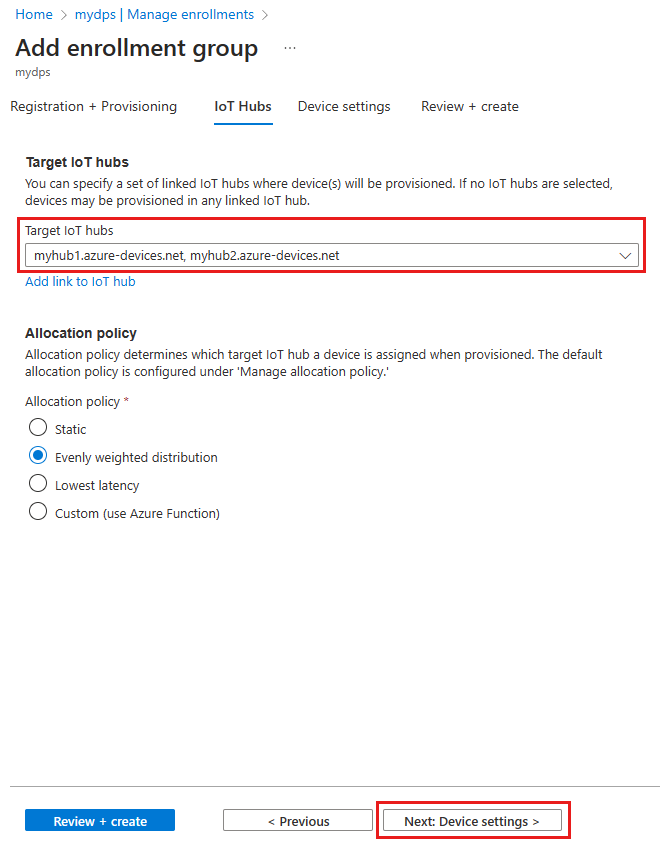 Home > mydps | Manage enrollments >
Add enrollment group ...
mydps
Registration + Provisioning IoT Hubs Device settings Review + create
Target IoT hubs
You can specify a set of linked IoT hubs where device(s) will be provisioned. If no IoT hubs are selected,
devices may be provisioned in any linked IoT hub.
Target IoT hubs
myhub1.azure-devices.net, myhub2.azure-devices.net
Add link to IoT hub
Allocation policy
Allocation policy determines which target IoT hub a device is assigned when provisioned. The default
allocation policy is configured under 'Manage allocation policy.'
Allocation policy *
Static
Evenly weighted distribution
Lowest latency
Custom (use Azure Function)
Review + create < Previous Next: Device settings >